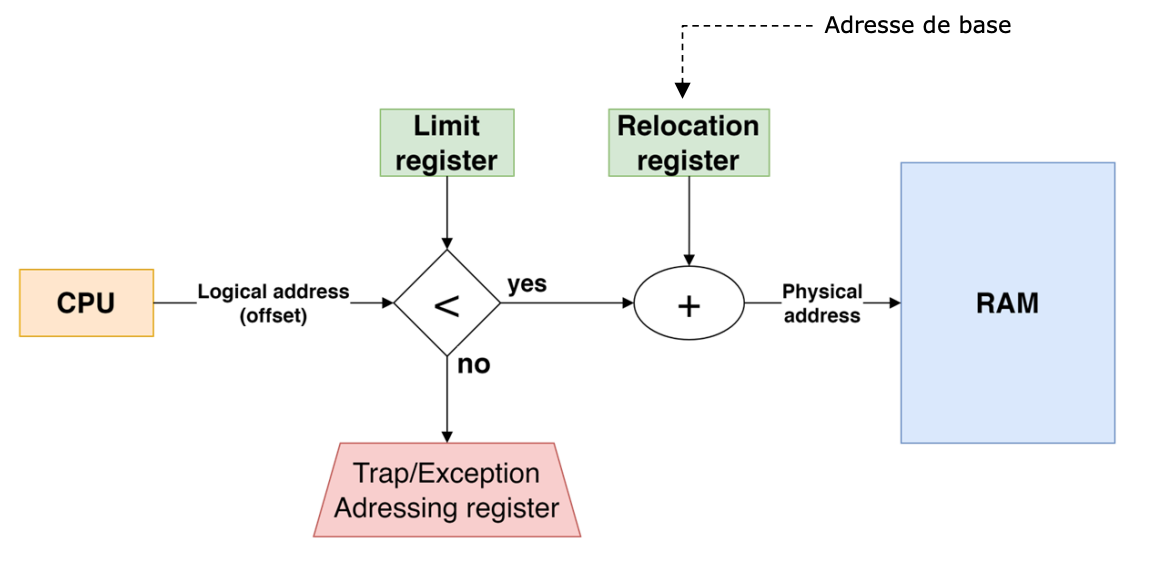 Adresse de base
Limit
register
Relocation
register
CPU
Logical address
(offset)
<
yes
+
Physical
address
RAM
no
Trap/Exception
Adressing register